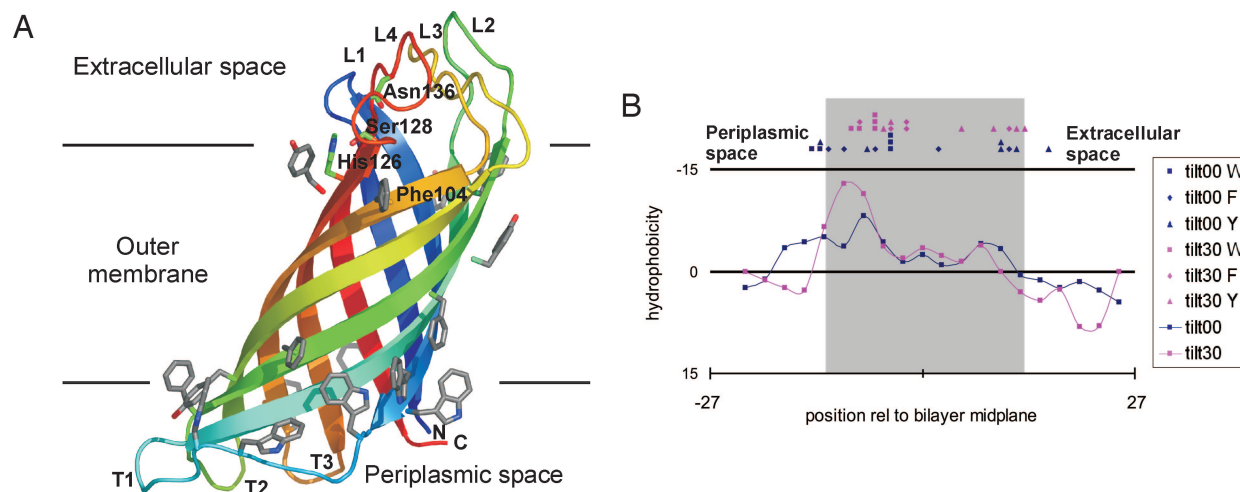 A
Extracellular space
L1
L4
L3
L2
Asn136
Ser128
His126
Phe104
Outer
membrane
T1
T2
T3
N
C
Periplasmic space
B
Periplasmic
space
Extracellular
space
-15
0
15
hydrophobicity
-27
27
position rel to bilayer midplane
tilt00 W
tilt00 F
tilt00 Y
tilt30 W
tilt30 F
tilt30 Y
tilt00
tilt30